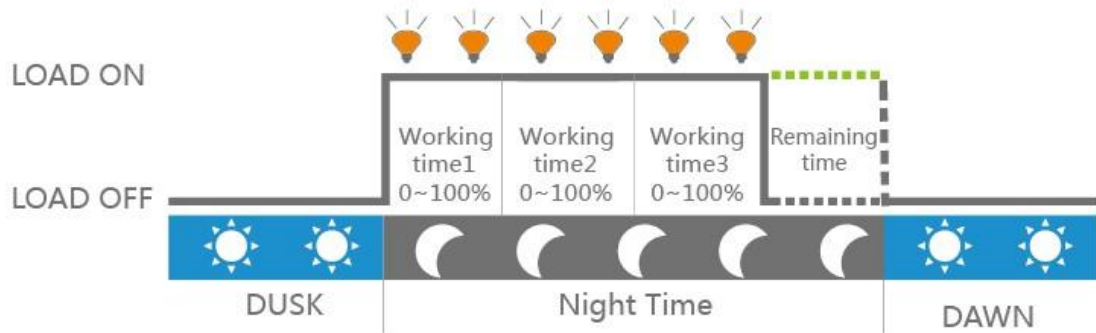 LOAD ON
Working
time1
0~100%
Working
time2
0~100%
Working
time3
0~100%
Remaining
time
LOAD OFF
DUSK
Night Time
DAWN